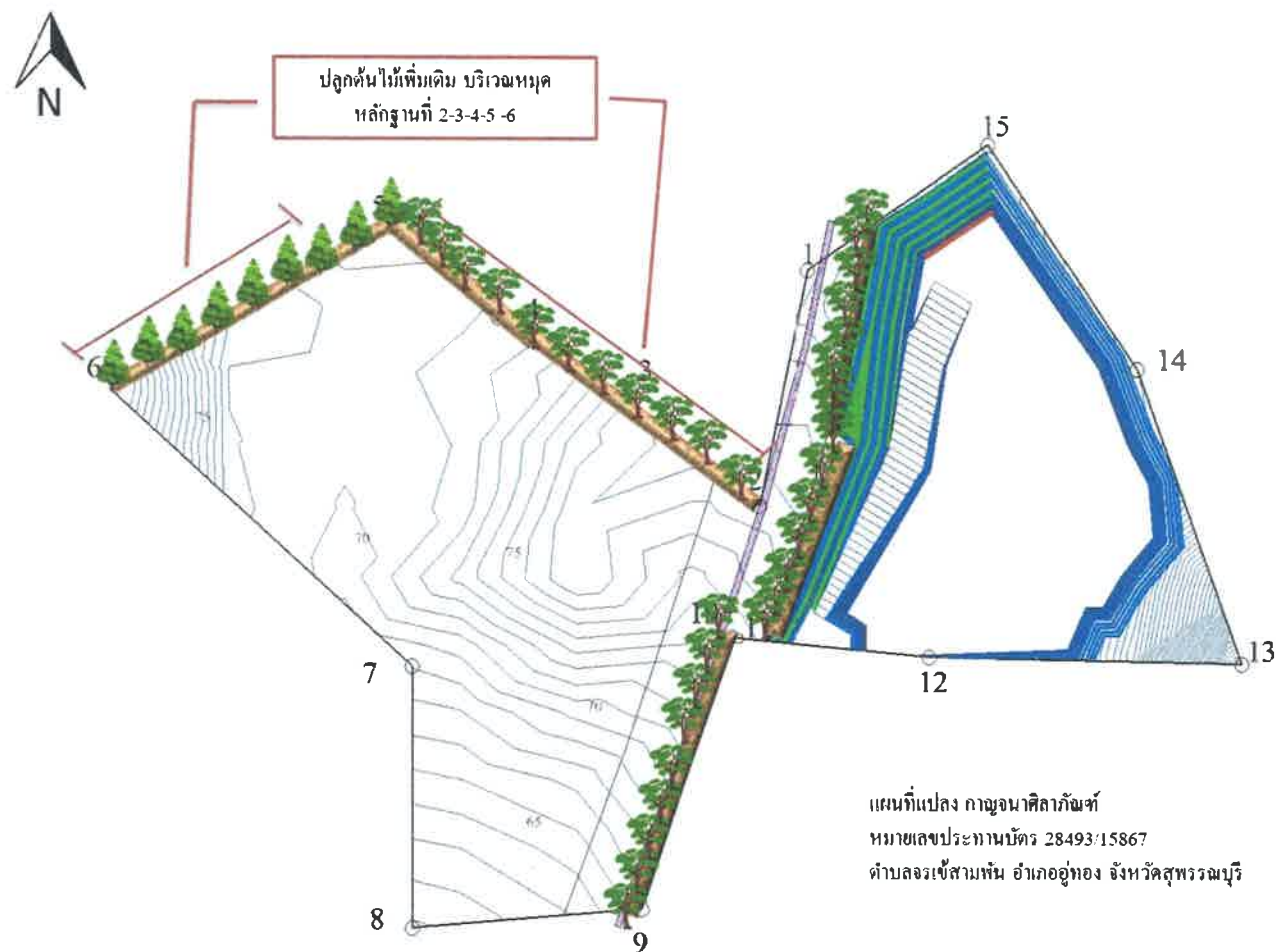 N
ปลูกต้นไม้เพิ่มเติม บริเวณหมุด
หลักฐานที่ 2-3-4-5 -6
15
1
14
6
3
75
70
75
7
12
13
70
65
8
9
แผนที่แปลง กาญจนาศิลาภัณฑ์
หมายเลขประทานบัตร 28493/15867
ตำบลจรเข้สามพัน อำเภออู่ทอง จังหวัดสุพรรณบุรี